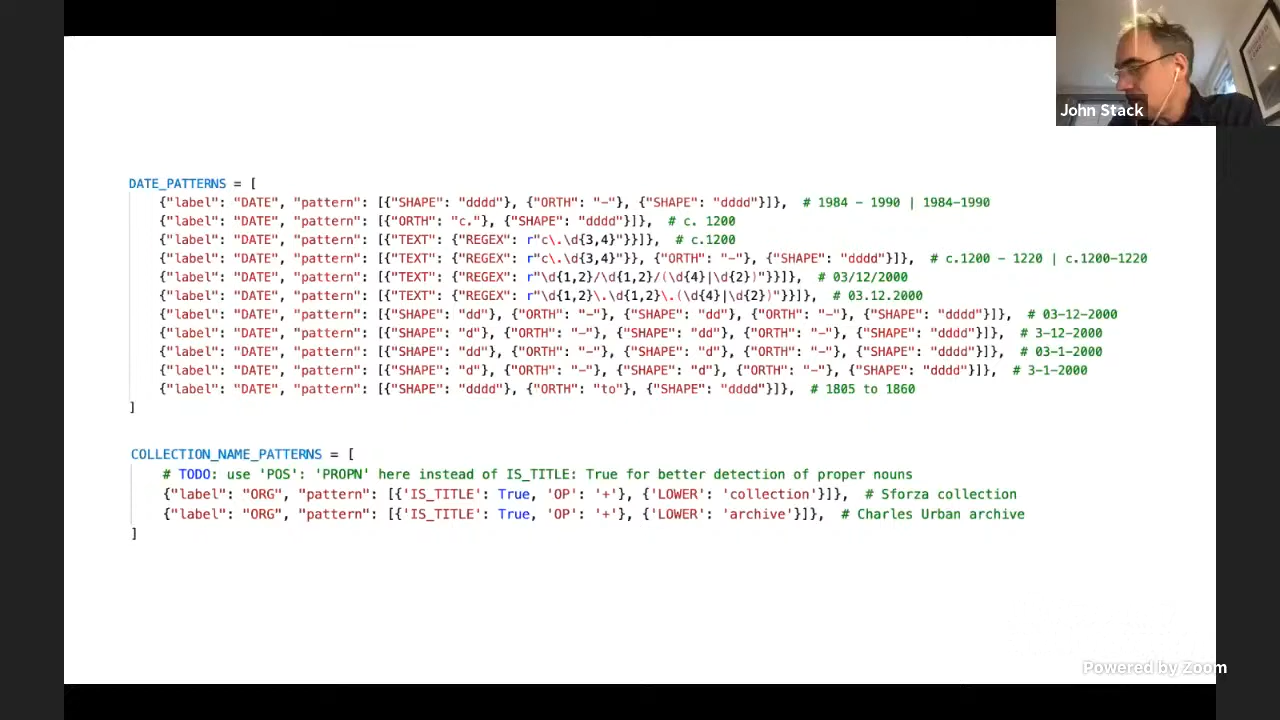 John Stack
DATE_PATTERNS = [
{"label": "DATE", "pattern": [{"SHAPE": "dddd"}, {"ORTH": "-"}, {"SHAPE": "dddd"}]}, # 1984 - 1990 | 1984-1990
{"label": "DATE", "pattern": [{"ORTH": "c."}, {"SHAPE": "dddd"}]}, # c. 1200
{"label": "DATE", "pattern": [{"TEXT": {"REGEX": r"c\.\d{3,4}"}}]}, # c.1200
{"label": "DATE", "pattern": [{"TEXT": {"REGEX": r"c\.\d{3,4}"}}, {"ORTH": "-"}, {"SHAPE": "dddd"}]}, # c.1200 - 1220 | c.1200-1220
{"label": "DATE", "pattern": [{"TEXT": {"REGEX": r"\d{1,2}/\d{1,2}/(\d{4}|\d{2})"}}]}, # 03/12/2000
{"label": "DATE", "pattern": [{"TEXT": {"REGEX": r"\d{1,2}\.\d{1,2}\.(\d{4}|\d{2})"}}]}, # 03.12.2000
{"label": "DATE", "pattern": [{"SHAPE": "dd"}, {"ORTH": "-"}, {"SHAPE": "dd"}, {"ORTH": "-"}, {"SHAPE": "dddd"}]}, # 03-12-2000
{"label": "DATE", "pattern": [{"SHAPE": "d"}, {"ORTH": "-"}, {"SHAPE": "dd"}, {"ORTH": "-"}, {"SHAPE": "dddd"}]}, # 3-12-2000
{"label": "DATE", "pattern": [{"SHAPE": "dd"}, {"ORTH": "-"}, {"SHAPE": "d"}, {"ORTH": "-"}, {"SHAPE": "dddd"}]}, # 03-1-2000
{"label": "DATE", "pattern": [{"SHAPE": "d"}, {"ORTH": "-"}, {"SHAPE": "d"}, {"ORTH": "-"}, {"SHAPE": "dddd"}]}, # 3-1-2000
{"label": "DATE", "pattern": [{"SHAPE": "dddd"}, {"ORTH": "to"}, {"SHAPE": "dddd"}]}, # 1805 to 1860
]
COLLECTION_NAME_PATTERNS = [
# TODO: use 'POS': 'PROPN' here instead of IS_TITLE: True for better detection of proper nouns
{"label": "ORG", "pattern": [{'IS_TITLE': True, 'OP': '+'}, {'LOWER': 'collection'}]}, # Sforza collection
{"label": "ORG", "pattern": [{'IS_TITLE': True, 'OP': '+'}, {'LOWER': 'archive'}]}, # Charles Urban archive
]
Powered by Zoom